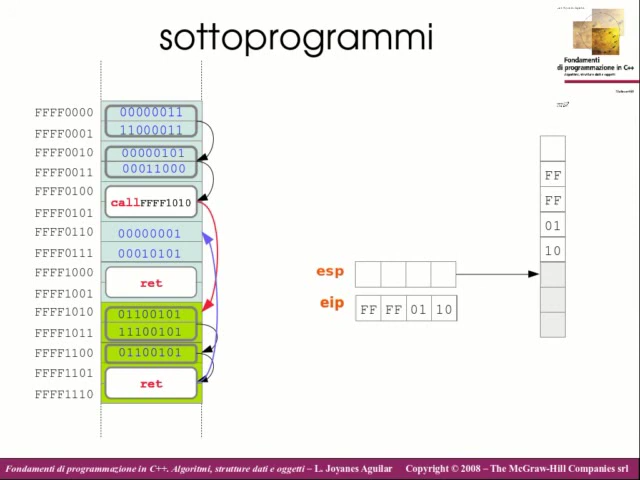 sottoprogrammi
Fondamenti
di programmazione in C++
FFFF0000 00000011
FFFF0001 11000011
FFFF0010 00000101
FFFF0011 00011000
FFFF0100
callFFFF1010
FFFF0101
FFFF0110 00000001
FFFF0111 00010101
FFFF1000
ret
FFFF1001
FFFF1010 01100101
FFFF1011 11100101
FFFF1100 01100101
FFFF1101
ret
FFFF1110
esp
eip FF FF 01 10
FF
FF
01
10
Fondamenti di programmazione in C++. Algoritmi, strutture dati e oggetti – L. Joyanes Aguilar Copyright © 2008 – The McGraw-Hill Companies srl